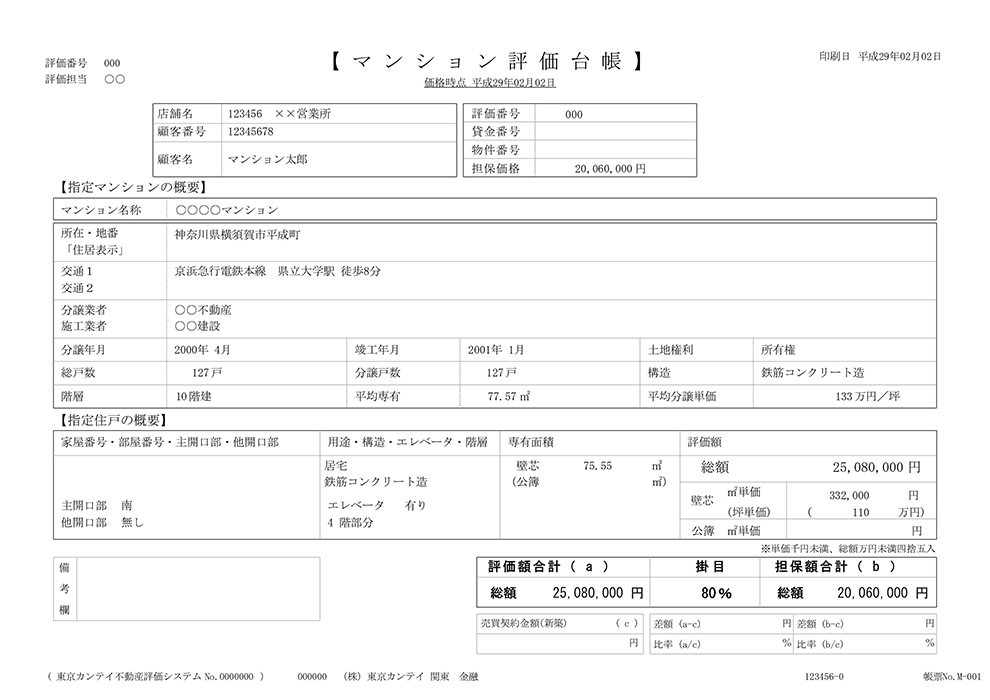 評価番号 000
評価担当 〇〇
【 マ ン シ ョ ン 評 価 台 帳 】
価格時点 平成29年02月02日
印刷日 平成29年02月02日
店舗名 123456 ××営業所
顧客番号 12345678
顧客名 マンション太郎
評価番号 000
貸金番号
物件番号
担保価格 20,060,000 円
【指定マンションの概要】
マンション名称 〇〇〇〇マンション
所在・地番 神奈川県横須賀市平成町
「住居表示」
交通1 京浜急行電鉄本線 県立大学駅 徒歩8分
交通2
分譲業者 〇〇不動産
施工業者 〇〇建設
分譲年月 2000年 4月 竣工年月 2001年 1月 土地権利 所有権
総戸数 127戸 分譲戸数 127戸 構造 鉄筋コンクリート造
階層 10階建 平均専有 77.57 ㎡ 平均分譲単価 133 万円/坪
【指定住戸の概要】
家屋番号・部屋番号・主開口部・他開口部 用途・構造・エレベータ・階層 専有面積 評価額
居宅 壁芯 75.55 ㎡ 総額 25,080,000 円
鉄筋コンクリート造 (公簿 ㎡)
主開口部 南 エレベータ 有り 壁芯 ㎡単価 332,000 円
他開口部 無し 4 階部分 (坪単価) ( 110 万円)
公簿 ㎡単価 円
※単価千円未満、総額万円未満四捨五入
備考欄
評価額合計 ( a ) 掛目 担保額合計 ( b )
総額 25,080,000 円 80% 総額 20,060,000 円
売買契約金額(新築) ( c ) 差額 (a-c) 円 差額 (b-c) 円
円 比率 (a/c) % 比率 (b/c) %
( 東京カンテイ不動産評価システム No.0000000 ) 000000 (株) 東京カンテイ 関東 金融 123456-0 帳票No.M-001